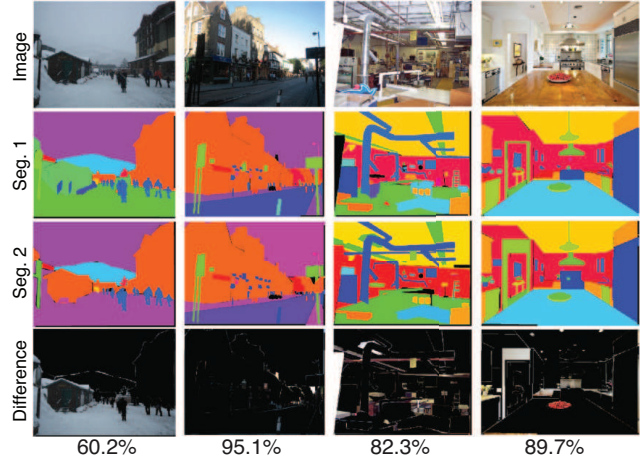 Image
Seg. 1
Seg. 2
Difference
60.2% 95.1% 82.3% 89.7%